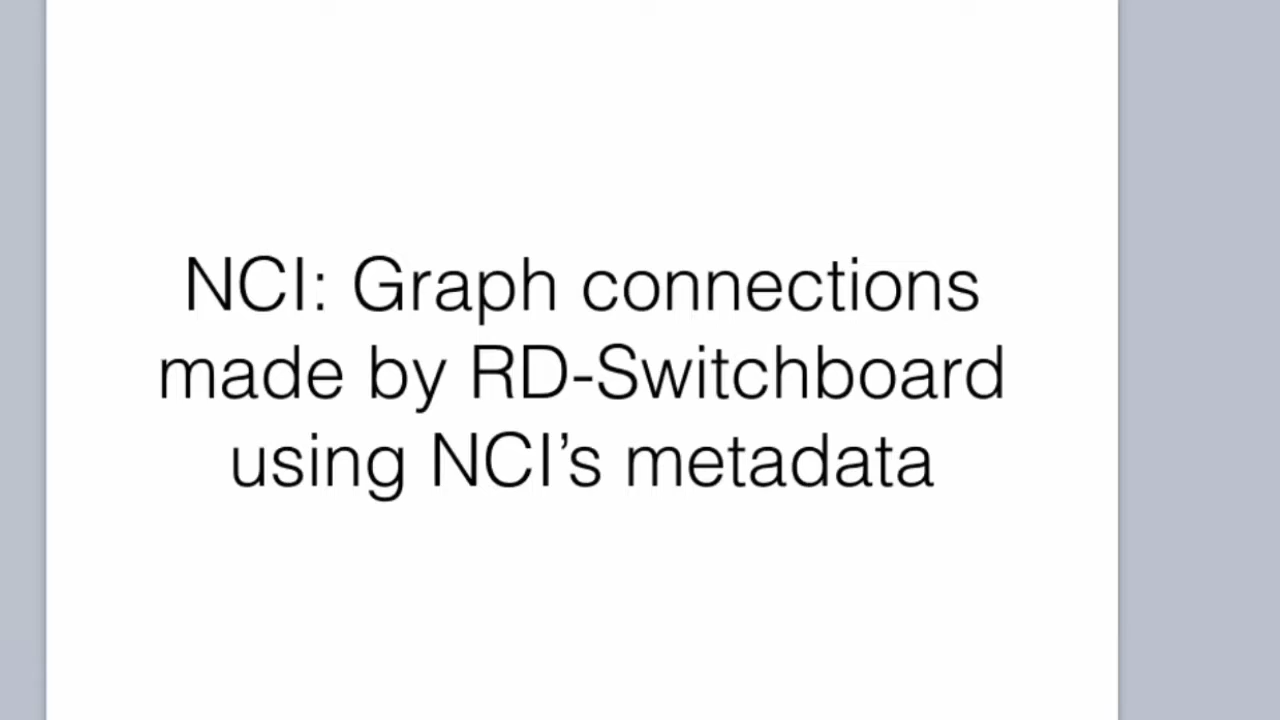 NCI: Graph connections
made by RD-Switchboard
using NCI’s metadata